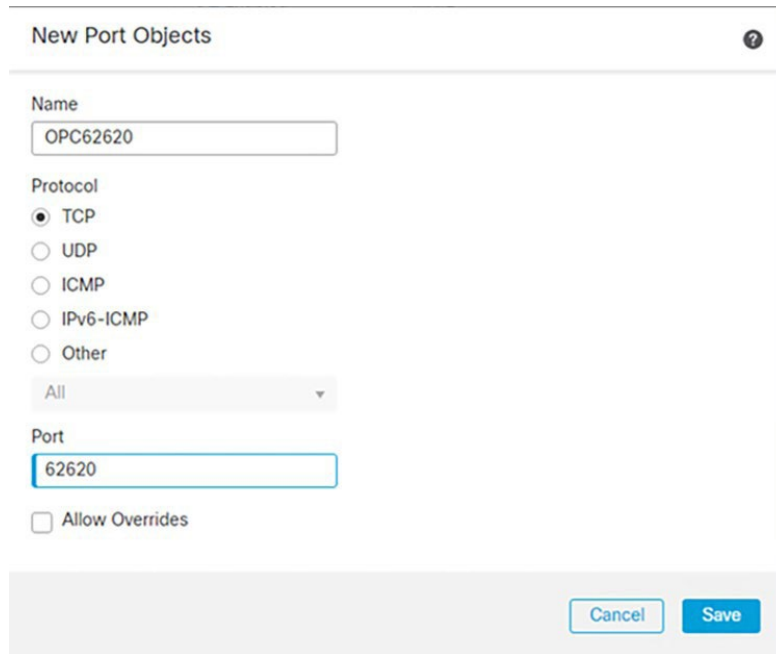 New Port Objects
?
Name
OPC62620
Protocol
TCP
UDP
ICMP
IPv6-ICMP
Other
All
Port
62620
Allow Overrides
Cancel Save